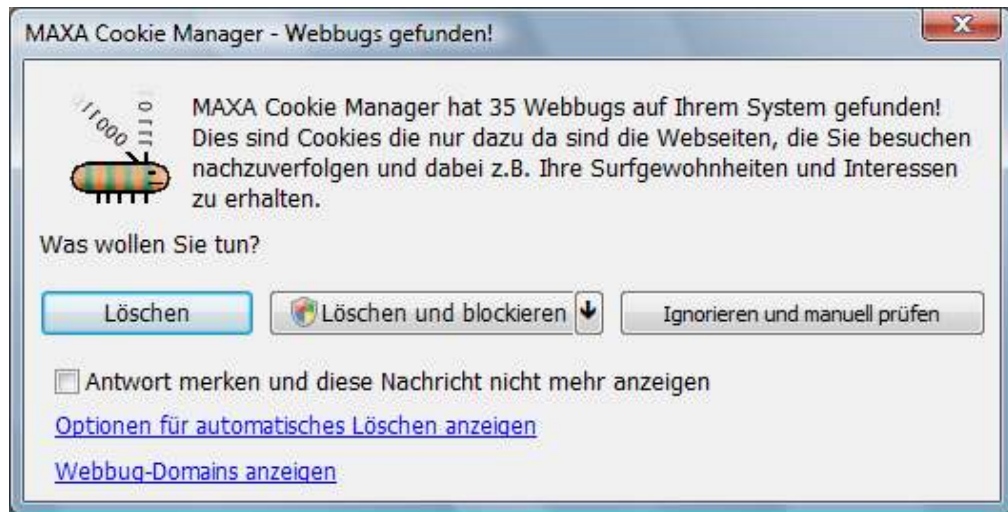 MAXA Cookie Manager - Webbugs gefunden!
MAXA Cookie Manager hat 35 Webbugs auf Ihrem System gefunden!
Dies sind Cookies die nur dazu da sind die Webseiten, die Sie besuchen
nachzuverfolgen und dabei z.B. Ihre Surfgewohnheiten und Interessen
zu erhalten.
Was wollen Sie tun?
Löschen
Löschen und blockieren
Ignorieren und manuell prüfen
Antwort merken und diese Nachricht nicht mehr anzeigen
Optionen für automatisches Löschen anzeigen
Webbug-Domains anzeigen